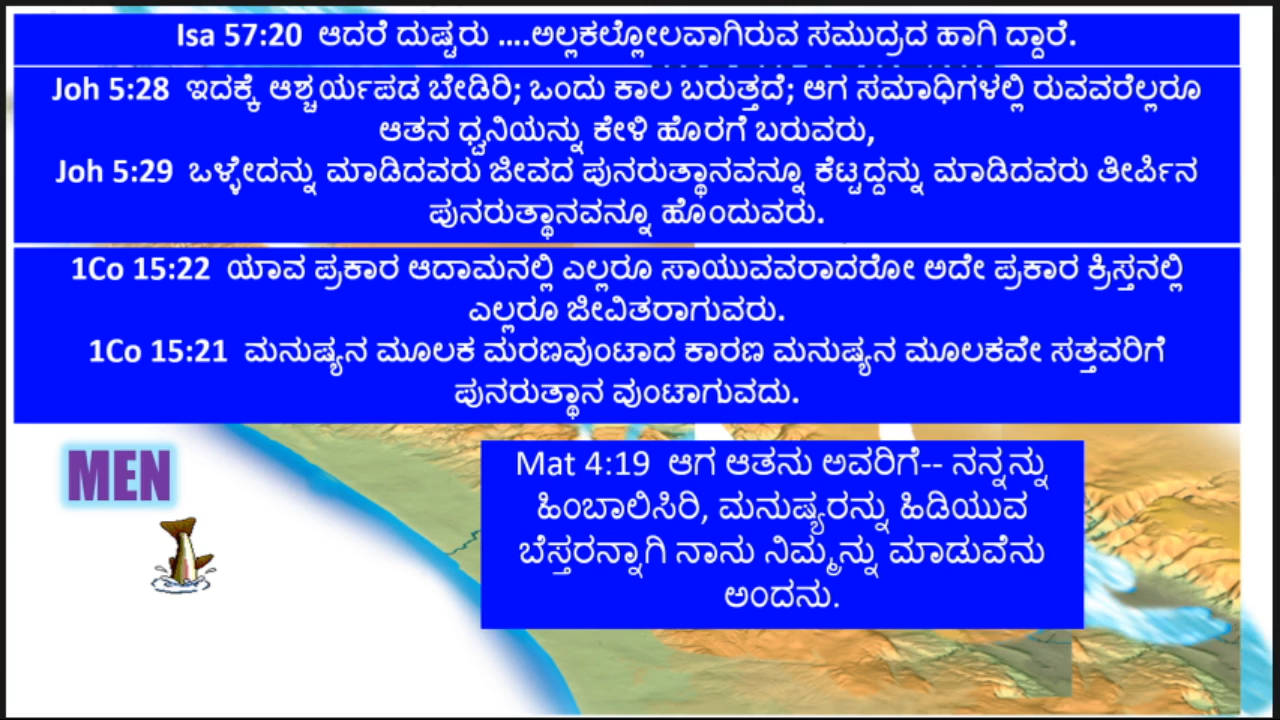 Isa 57:20 ಆದರೆ ದುಷ್ಟರು ....ಅಲ್ಲಕಲ್ಲೋಲವಾಗಿರುವ ಸಮುದ್ರದ ಹಾಗಿ ದ್ದಾರೆ.
Joh 5:28 ಇದಕ್ಕೆ ಆಶ್ಚರ್ಯಪಡ ಬೇಡಿರಿ; ಒಂದು ಕಾಲ ಬರುತ್ತದೆ; ಆಗ ಸಮಾಧಿಗಳಲ್ಲಿ ರುವವರೆಲ್ಲರೂ
ಆತನ ಧ್ವನಿಯನ್ನು ಕೇಳಿ ಹೊರಗೆ ಬರುವರು,
Joh 5:29 ಒಳ್ಳೇದನ್ನು ಮಾಡಿದವರು ಜೀವದ ಪುನರುತ್ಥಾನವನ್ನೂ ಕೆಟ್ಟದ್ದನ್ನು ಮಾಡಿದವರು ತೀರ್ಪಿನ
ಪುನರುತ್ಥಾನವನ್ನೂ ಹೊಂದುವರು.
1Co 15:22 ಯಾವ ಪ್ರಕಾರ ಆದಾಮನಲ್ಲಿ ಎಲ್ಲರೂ ಸಾಯುವವರಾದರೋ ಅದೇ ಪ್ರಕಾರ ಕ್ರಿಸ್ತನಲ್ಲಿ
ಎಲ್ಲರೂ ಜೀವಿತರಾಗುವರು.
1Co 15:21 ಮನುಷ್ಯನ ಮೂಲಕ ಮರಣವುಂಟಾದ ಕಾರಣ ಮನುಷ್ಯನ ಮೂಲಕವೇ ಸತ್ತವರಿಗೆ
ಪುನರುತ್ಥಾನ ವುಂಟಾಗುವದು.
MEN
Mat 4:19 ಆಗ ಆತನು ಅವರಿಗೆ-- ನನ್ನನ್ನು
ಹಿಂಬಾಲಿಸಿರಿ, ಮನುಷ್ಯರನ್ನು ಹಿಡಿಯುವ
ಬೆಸ್ತರನ್ನಾಗಿ ನಾನು ನಿಮ್ಮನ್ನು ಮಾಡುವೆನು
ಅಂದನು.